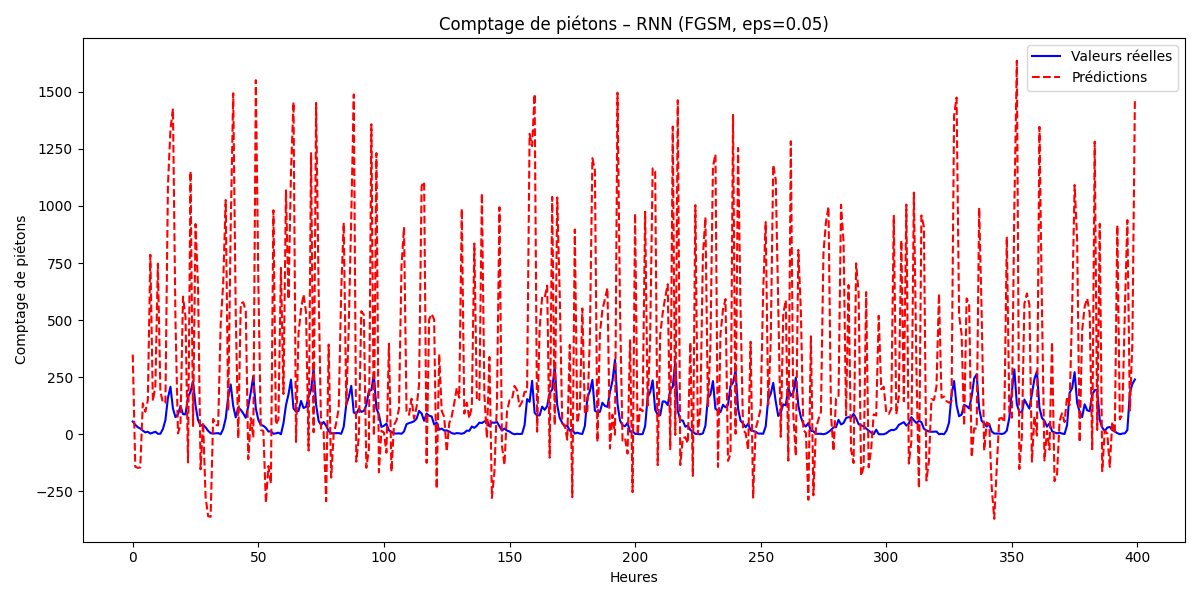 Comptage de piétons – RNN (FGSM, eps=0.05)
Valeurs réelles
Prédictions
Comptage de piétons
1500
1250
1000
750
500
250
0
−250
0 50 100 150 200 250 300 350 400
Heures